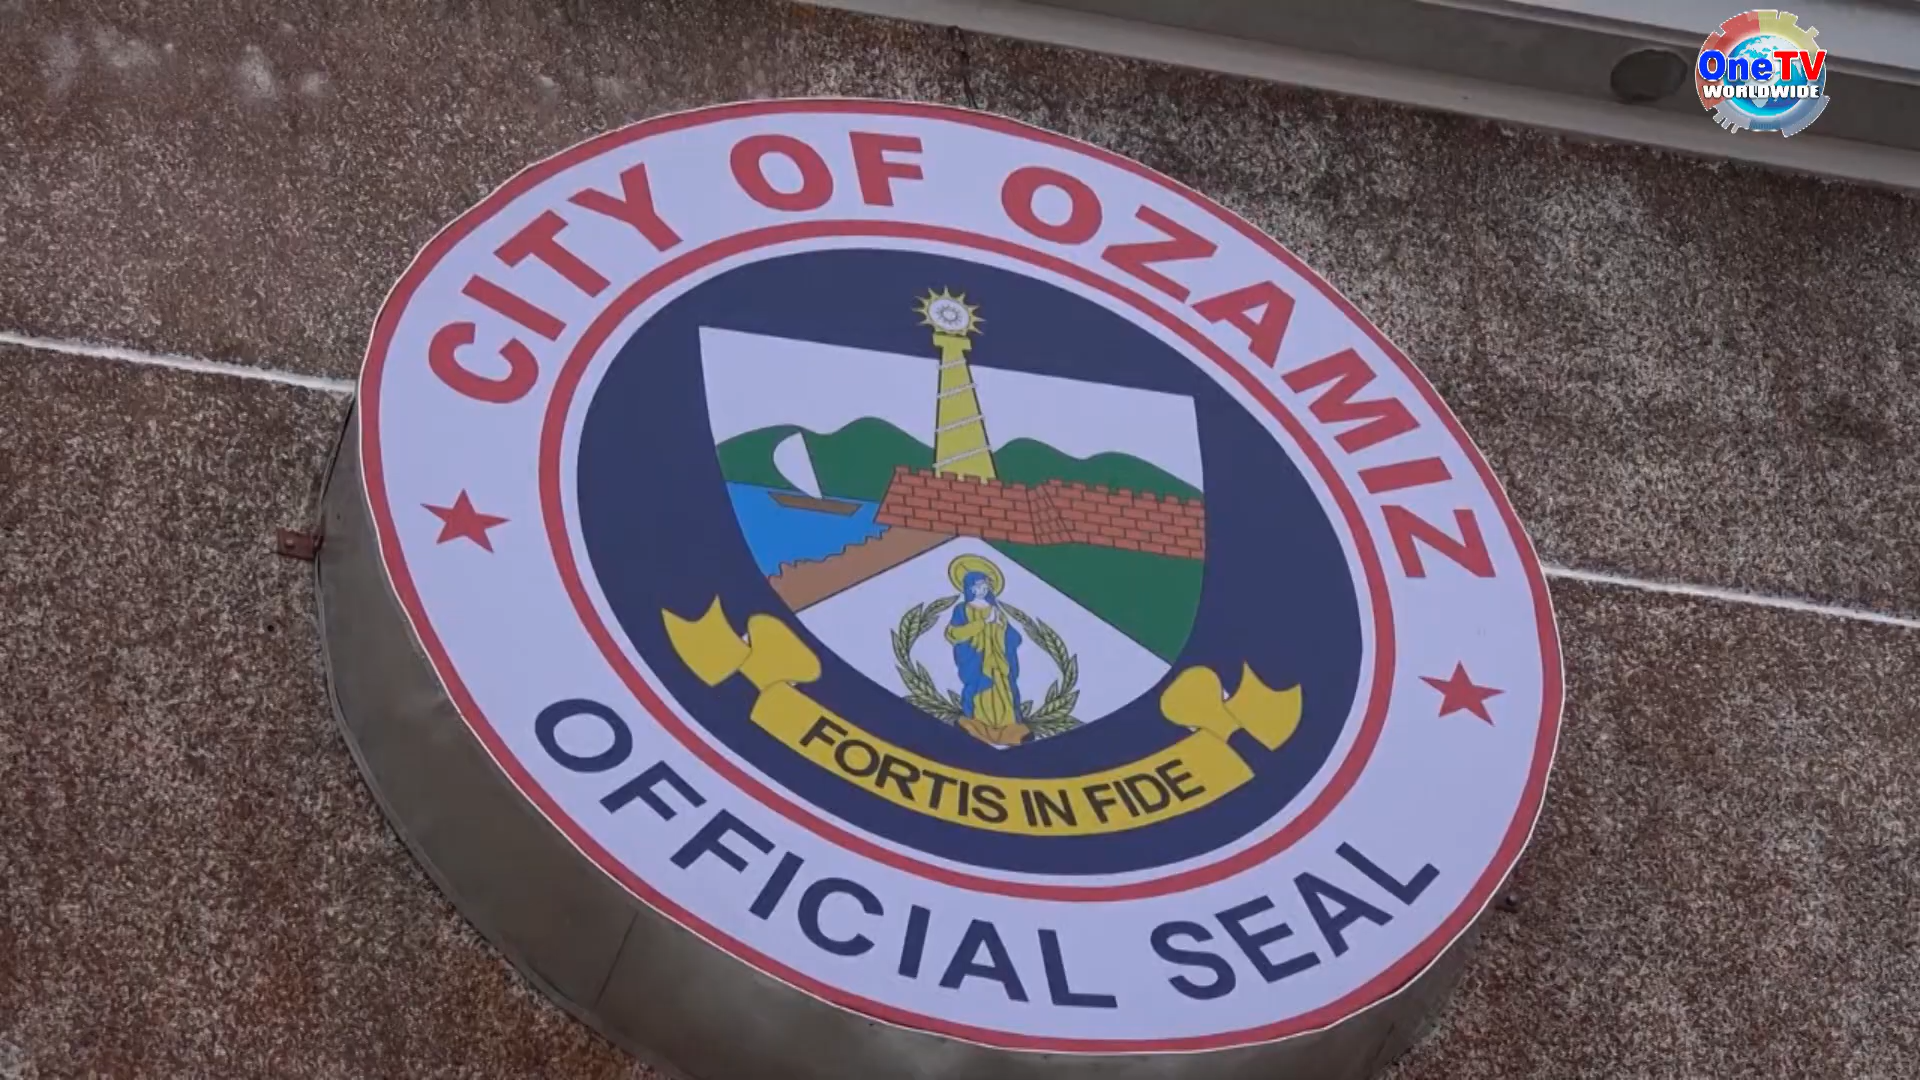 OneTV
WORLDWIDE
CITY OF OZAMIZ
FORTIS IN FIDE
OFFICIAL SEAL